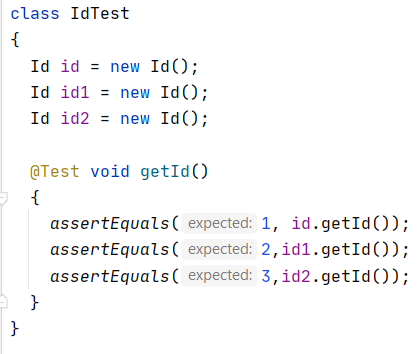 class IdTest
{
Id id = new Id();
Id id1 = new Id();
Id id2 = new Id();
@Test void getId()
{
assertEquals( expected: 1, id.getId());
assertEquals( expected: 2,id1.getId());
assertEquals( expected: 3,id2.getId());
}
}